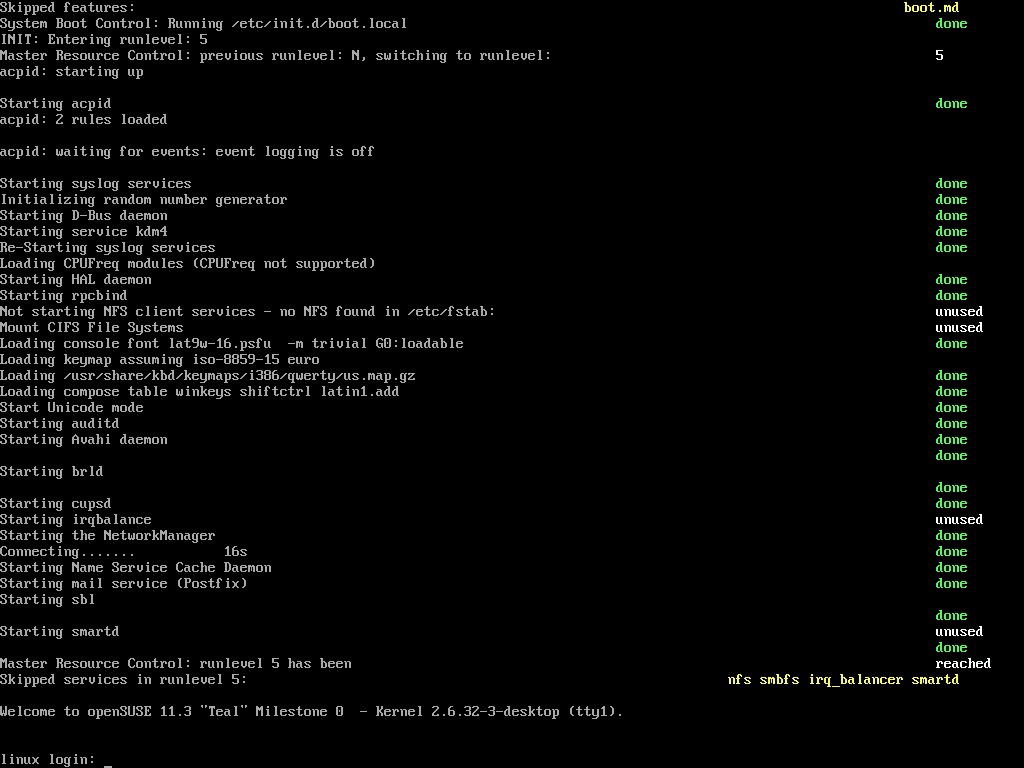 Skipped features: boot.md
System Boot Control: Running /etc/init.d/boot.local done
INIT: Entering runlevel: 5
Master Resource Control: previous runlevel: N, switching to runlevel: 5
acpid: starting up
Starting acpid done
acpid: 2 rules loaded
acpid: waiting for events: event logging is off
Starting syslog services done
Initializing random number generator done
Starting D-Bus daemon done
Starting service kdm4 done
Re-Starting syslog services done
Loading CPUFreq modules (CPUFreq not supported)
Starting HAL daemon done
Starting rpcbind done
Not starting NFS client services - no NFS found in /etc/fstab: unused
Mount CIFS File Systems unused
Loading console font lat9w-16.psfu  -m trivial G0:loadable done
Loading keymap assuming iso-8859-15 euro
Loading /usr/share/kbd/keymaps/i386/qwerty/us.map.gz done
Loading compose table winkeys shiftctrl latin1.add done
Start Unicode mode done
Starting auditd done
Starting Avahi daemon done
done
Starting brld
done
Starting cupsd done
Starting irqbalance unused
Starting the NetworkManager done
Connecting....... 16s done
Starting Name Service Cache Daemon done
Starting mail service (Postfix) done
Starting sbl
done
Starting smartd unused
done
Master Resource Control: runlevel 5 has been reached
Skipped services in runlevel 5: nfs smbfs irq_balancer smartd
Welcome to openSUSE 11.3 "Teal" Milestone 0  - Kernel 2.6.32-3-desktop (tty1).
linux login: _